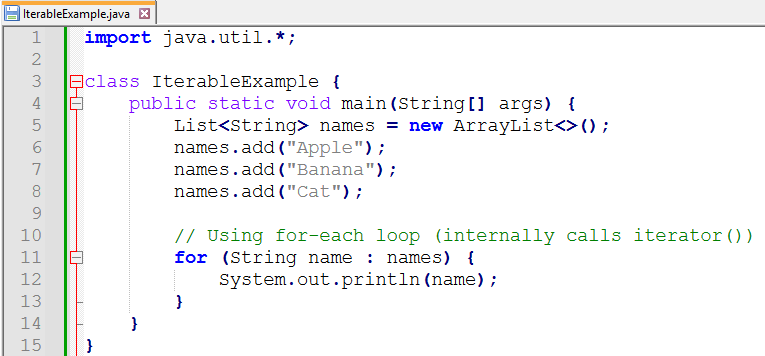 IterableExample.java
1 import java.util.*;
2
3 class IterableExample {
4     public static void main(String[] args) {
5         List<String> names = new ArrayList<>();
6         names.add("Apple");
7         names.add("Banana");
8         names.add("Cat");
9
10         // Using for-each loop (internally calls iterator())
11         for (String name : names) {
12             System.out.println(name);
13         }
14     }
15 }